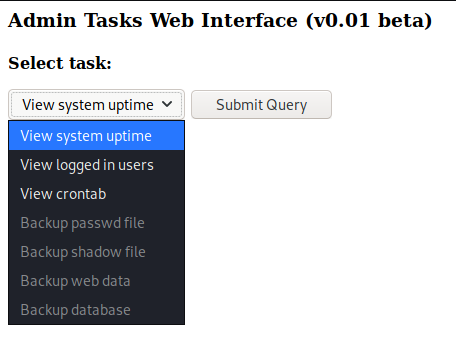 Admin Tasks Web Interface (v0.01 beta)
Select task:
View system uptime Submit Query
View system uptime
View logged in users
View crontab
Backup passwd file
Backup shadow file
Backup web data
Backup database